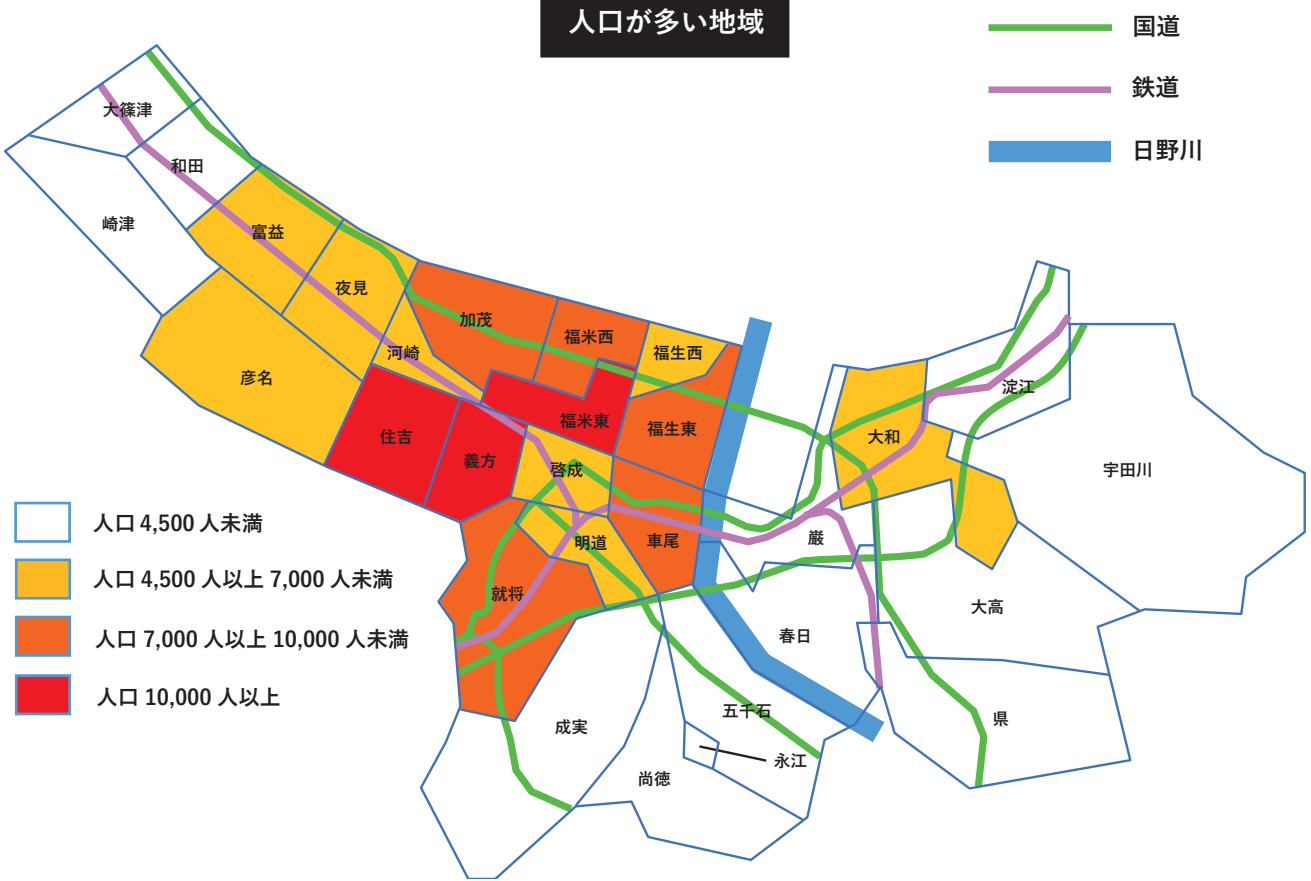 人口が多い地域
国道
鉄道
日野川
大篠津
和田
崎津
富益
夜見
加茂
福米西
福生西
河崎
彦名
住吉
義方
福米東
福生東
啓成
明道
車尾
就将
大和
淀江
宇田川
巌
大高
春日
県
五千石
永江
成実
尚徳
人口 4,500 人未満
人口 4,500 人以上 7,000 人未満
人口 7,000 人以上 10,000 人未満
人口 10,000 人以上